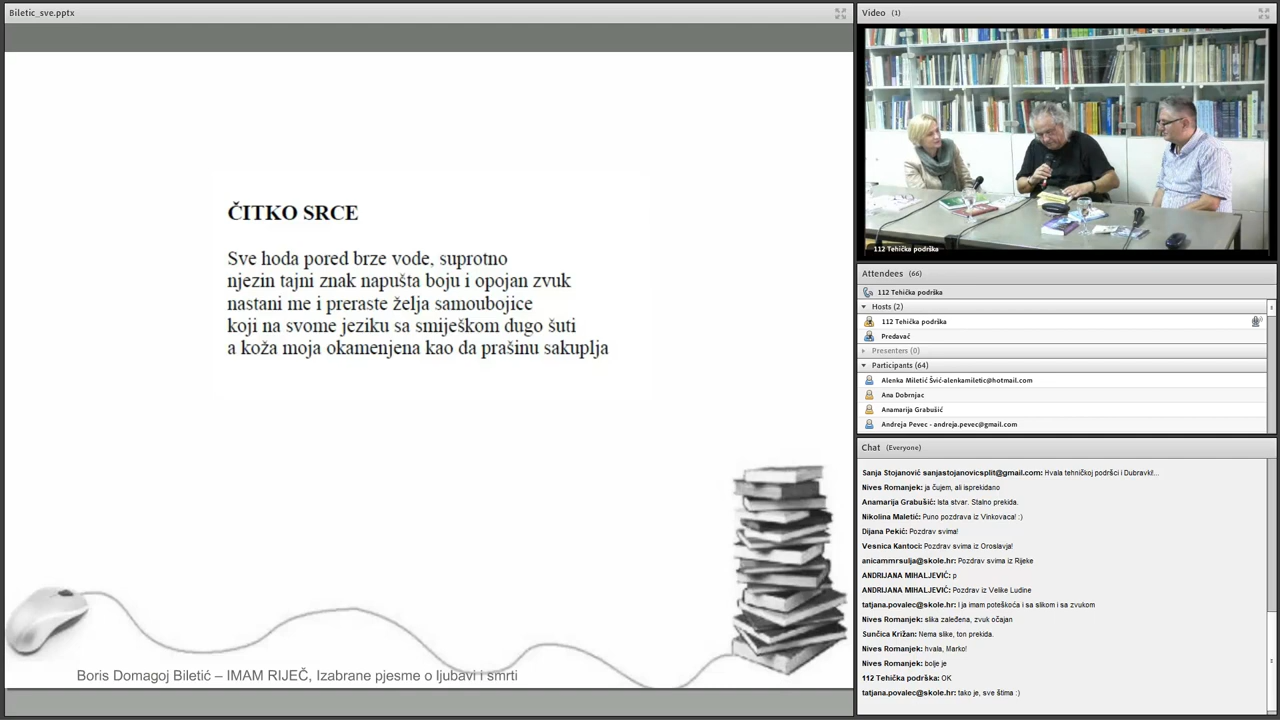 Biletic_sve.pptx
ČITKO SRCE
Sve hoda pored brze vode, suprotno
njezin tajni znak napušta boju i opojan zvuk
nastani me i preraste želja samoubojice
koji na svome jeziku sa smiješkom dugo šuti
a koža moja okamenjena kao da prašinu sakuplja
Boris Domagoj Biletić – IMAM RIJEČ, Izabrane pjesme o ljubavi i smrti
Video (1)
112 Tehička podrška
Attendees (66)
112 Tehička podrška
Hosts (2)
112 Tehička podrška
Predavač
Presenters (0)
Participants (64)
Alenka Miletić Švić-alenkamiletic@hotmail.com
Ana Dobrnjac
Anamarija Grabušić
Andreja Pevec - andreja.pevec@gmail.com
Chat (Everyone)
Sanja Stojanović sanjastojanovicsplit@gmail.com: Hvala tehničkoj podršci i Dubravki!...
Nives Romanjek: ja čujem, ali isprekidano
Anamarija Grabušić: Ista stvar. Stalno prekida.
Nikolina Maletić: Puno pozdrava iz Vinkovaca! :)
Dijana Pekić: Pozdrav svima!
Vesnica Kantoci: Pozdrav svima iz Oroslavja!
anicammrsulja@skole.hr: Pozdrav svima iz Rijeke
ANDRIJANA MIHALJEVIĆ: p
ANDRIJANA MIHALJEVIĆ: Pozdrav iz Velike Ludine
tatjana.povalec@skole.hr: I ja imam poteškoća i sa slikom i sa zvukom
Nives Romanjek: slika zaleđena, zvuk očajan
Sunčica Križan: Nema slike, ton prekida.
Nives Romanjek: hvala, Marko!
Nives Romanjek: bolje je
112 Tehička podrška: OK
tatjana.povalec@skole.hr: tako je, sve štima :)